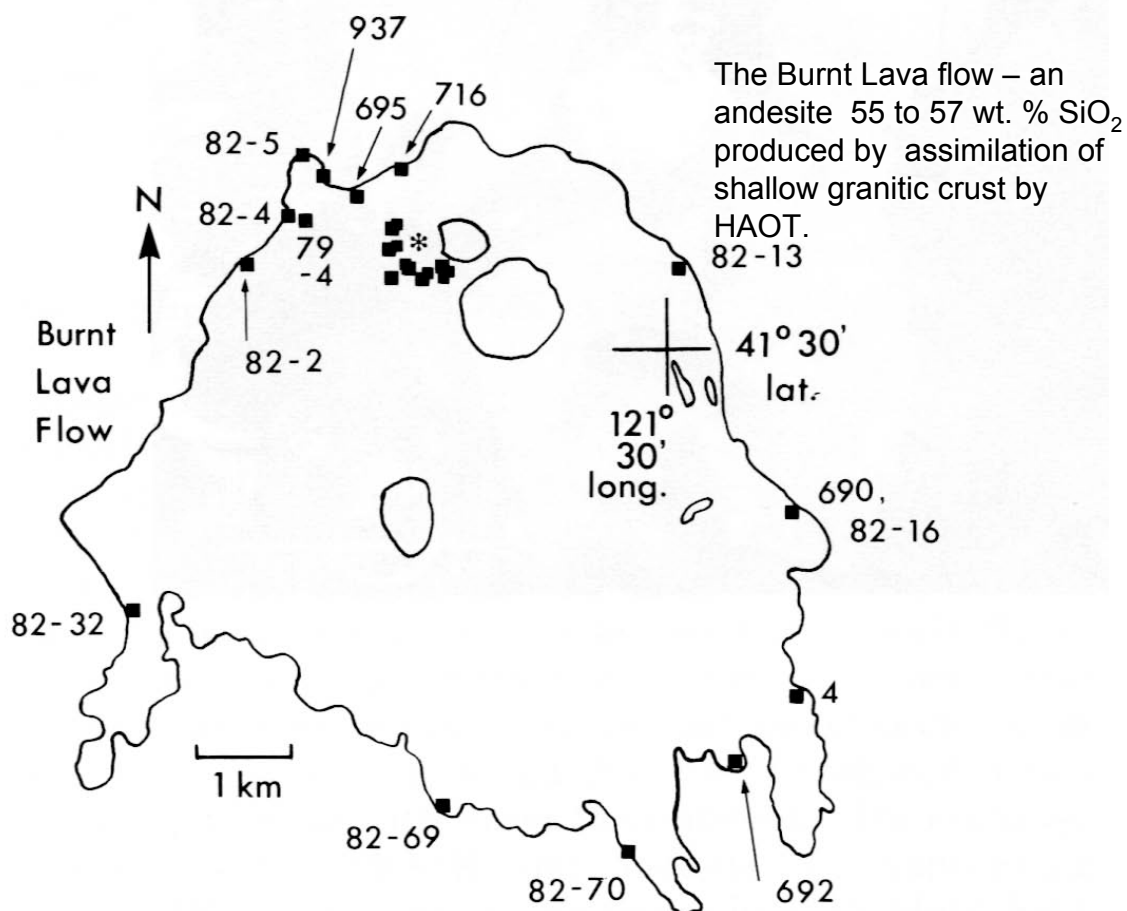 937
695
716
The Burnt Lava flow – an
andesite 55 to 57 wt. % SiO₂
produced by assimilation of
shallow granitic crust by
HAOT.
82-5
N
82-4
79
-4
82-13
Burnt
Lava
Flow
82-2
41° 30'
lat.
121°
30'
long.
690,
82-16
82-32
4
1 km
82-69
82-70
692